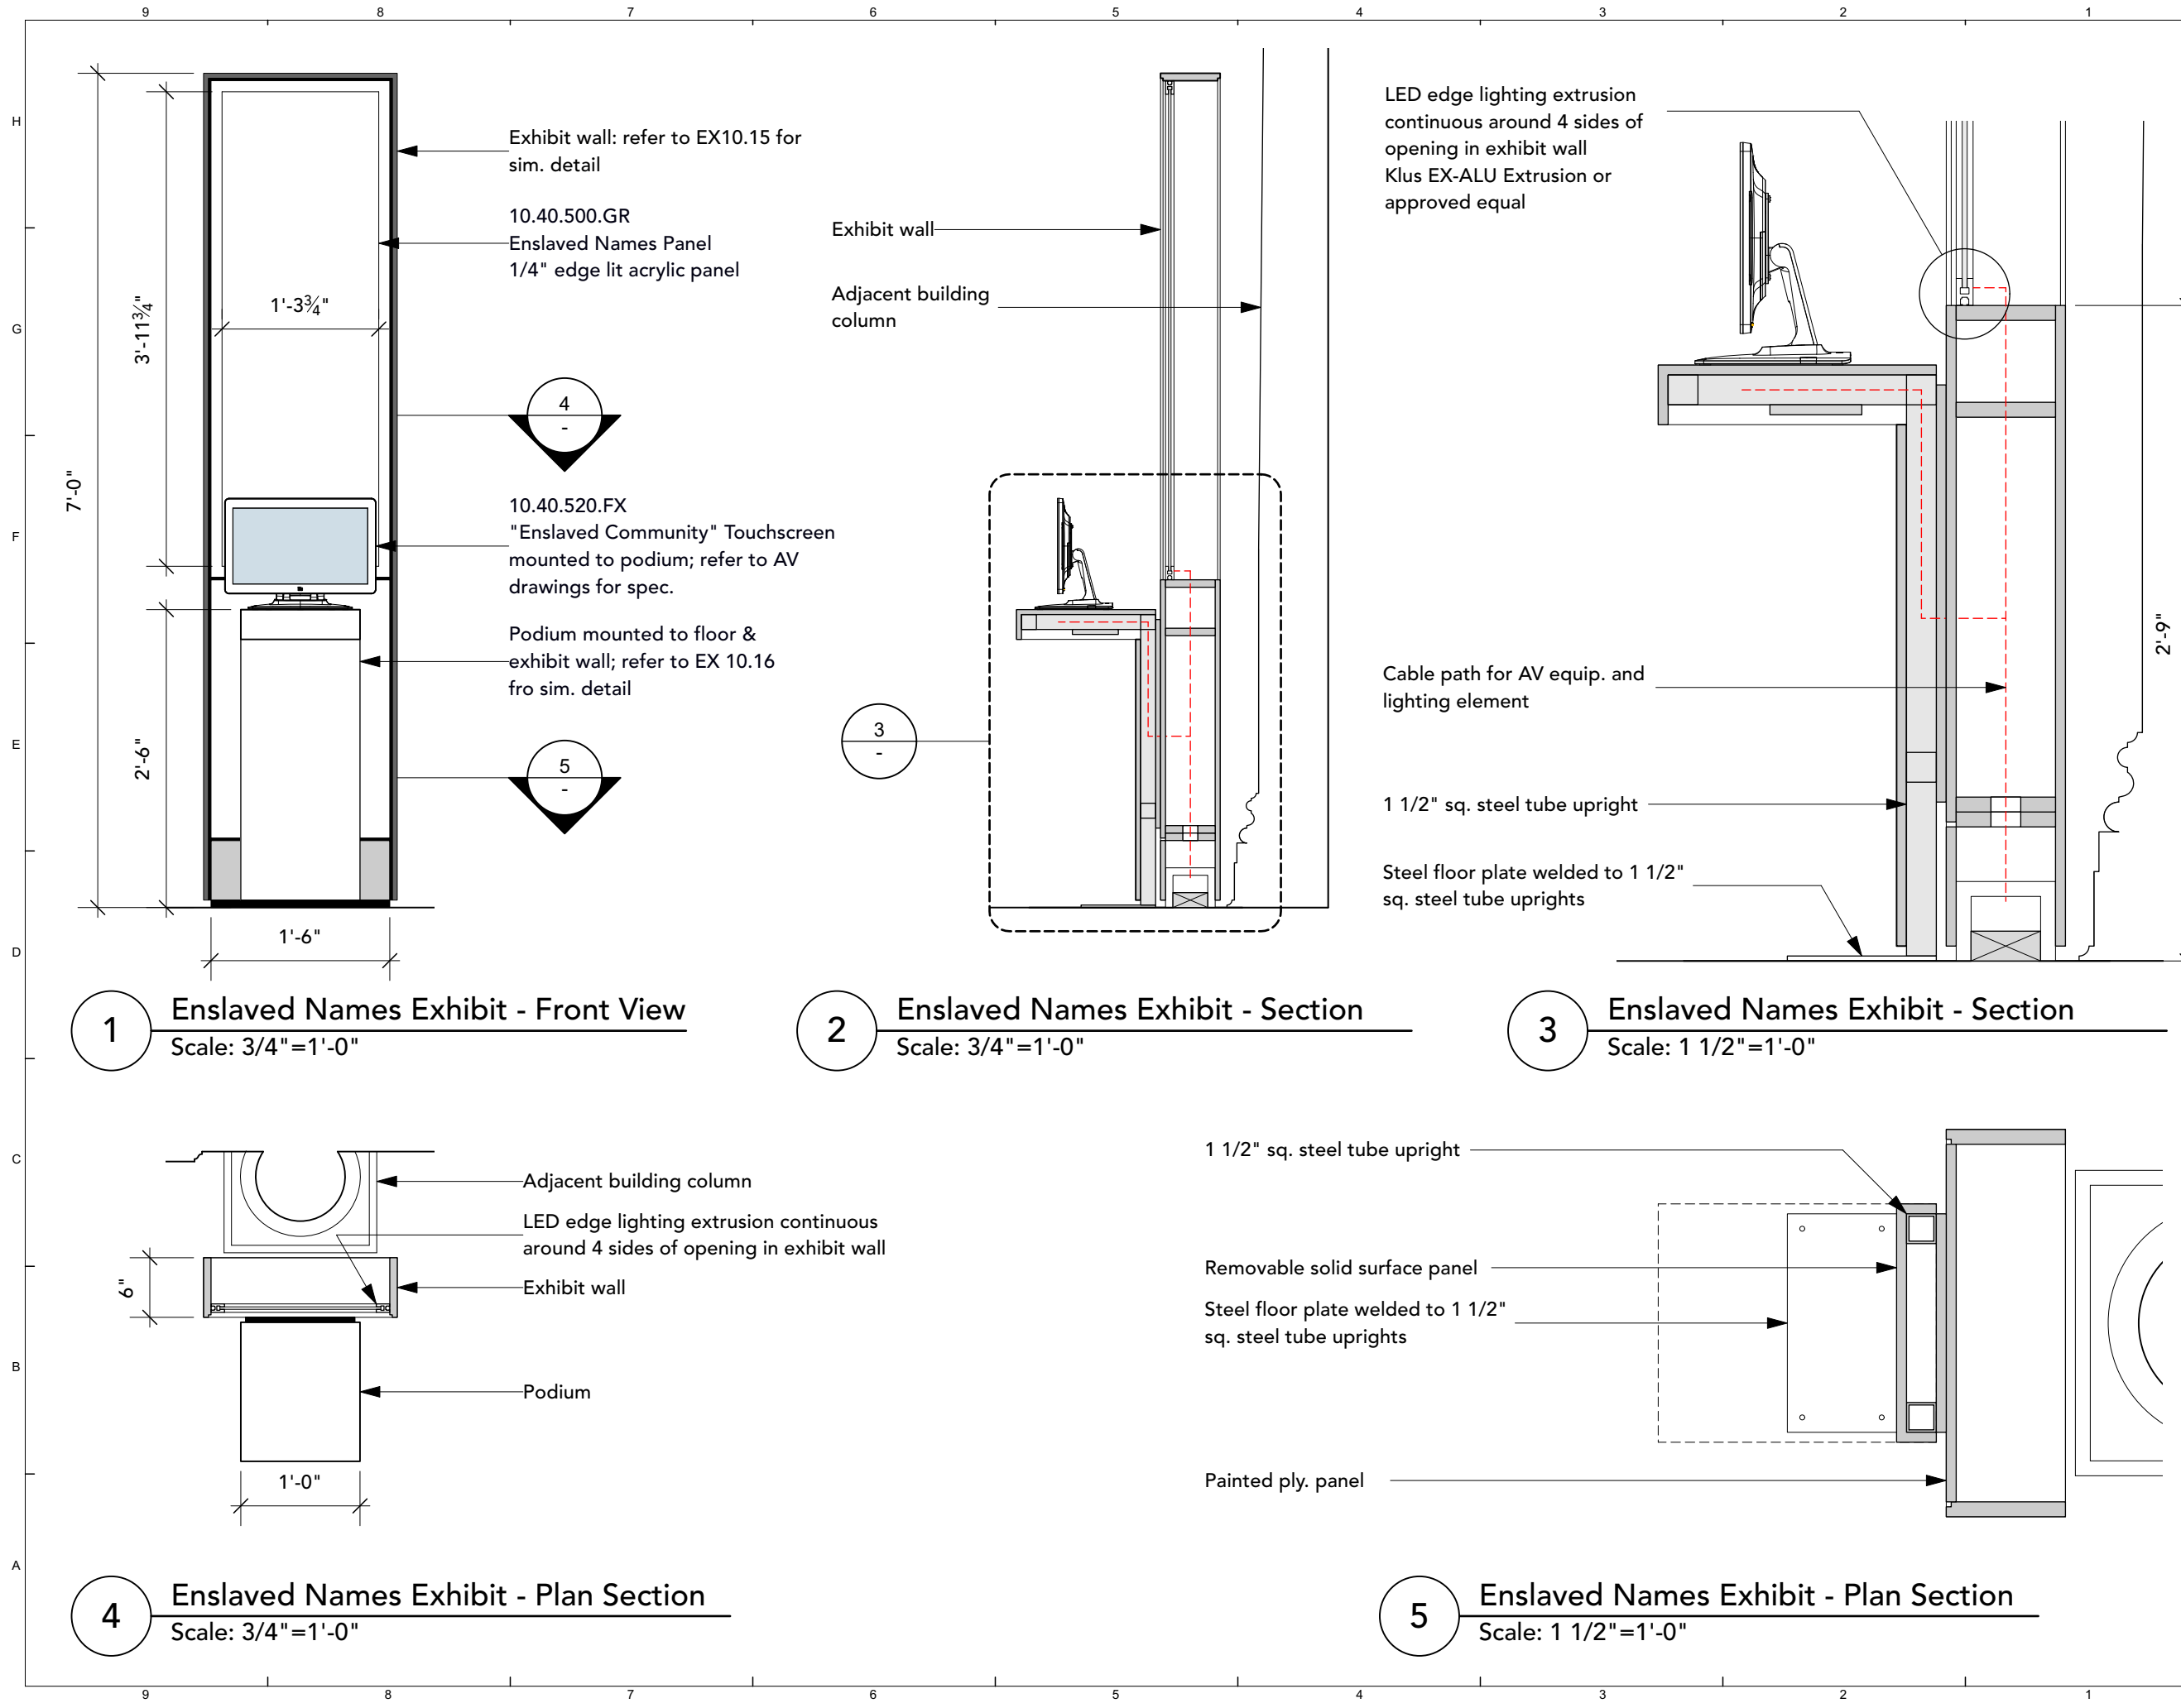 9 8 7 6 5 4 3 2 1
H
G
F
E
D
C
B
A
7'-0"
3'-11¾"
1'-3¾"
2'-6"
1'-6"
Exhibit wall: refer to EX10.15 for
sim. detail
10.40.500.GR
Enslaved Names Panel
1/4" edge lit acrylic panel
4
-
10.40.520.FX
"Enslaved Community" Touchscreen
mounted to podium; refer to AV
drawings for spec.
Podium mounted to floor &
exhibit wall; refer to EX 10.16
fro sim. detail
5
-
1
Enslaved Names Exhibit - Front View
Scale: 3/4"=1'-0"
Exhibit wall
Adjacent building
column
3
-
2
Enslaved Names Exhibit - Section
Scale: 3/4"=1'-0"
LED edge lighting extrusion
continuous around 4 sides of
opening in exhibit wall
Klus EX-ALU Extrusion or
approved equal
Cable path for AV equip. and
lighting element
2'-9"
1 1/2" sq. steel tube upright
Steel floor plate welded to 1 1/2"
sq. steel tube uprights
3
Enslaved Names Exhibit - Section
Scale: 1 1/2"=1'-0"
Adjacent building column
LED edge lighting extrusion continuous
around 4 sides of opening in exhibit wall
Exhibit wall
6"
Podium
1'-0"
4
Enslaved Names Exhibit - Plan Section
Scale: 3/4"=1'-0"
1 1/2" sq. steel tube upright
Removable solid surface panel
Steel floor plate welded to 1 1/2"
sq. steel tube uprights
Painted ply. panel
5
Enslaved Names Exhibit - Plan Section
Scale: 1 1/2"=1'-0"
9 8 7 6 5 4 3 2 1